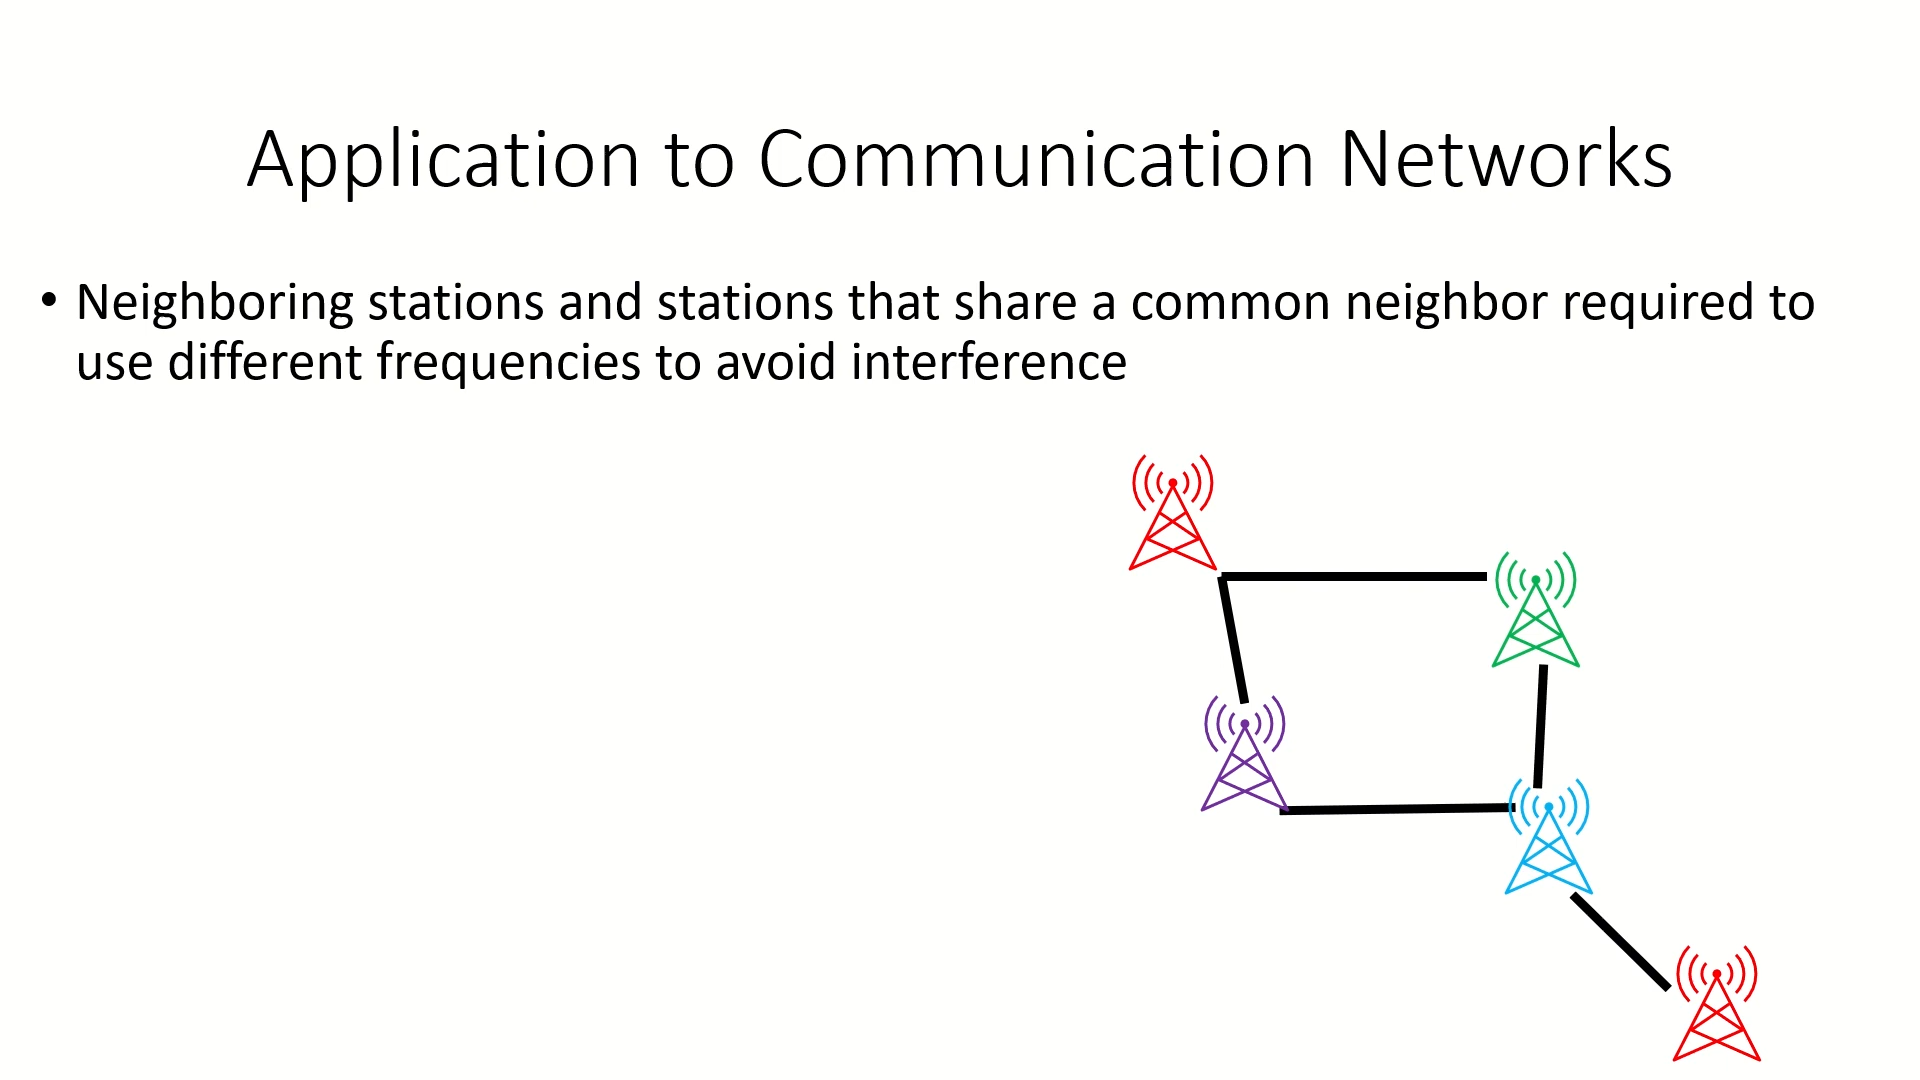 Application to Communication Networks
• Neighboring stations and stations that share a common neighbor required to
use different frequencies to avoid interference